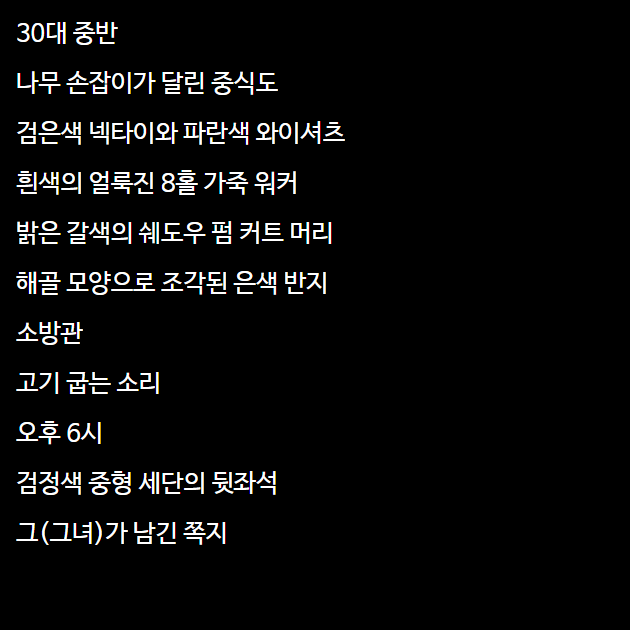 30대 중반
나무 손잡이가 달린 중식도
검은색 넥타이와 파란색 와이셔츠
흰색의 얼룩진 8홀 가죽 워커
밝은 갈색의 쉐도우 펌 커트 머리
해골 모양으로 조각된 은색 반지
소방관
고기 굽는 소리
오후 6시
검정색 중형 세단의 뒷좌석
그(그녀)가 남긴 쪽지